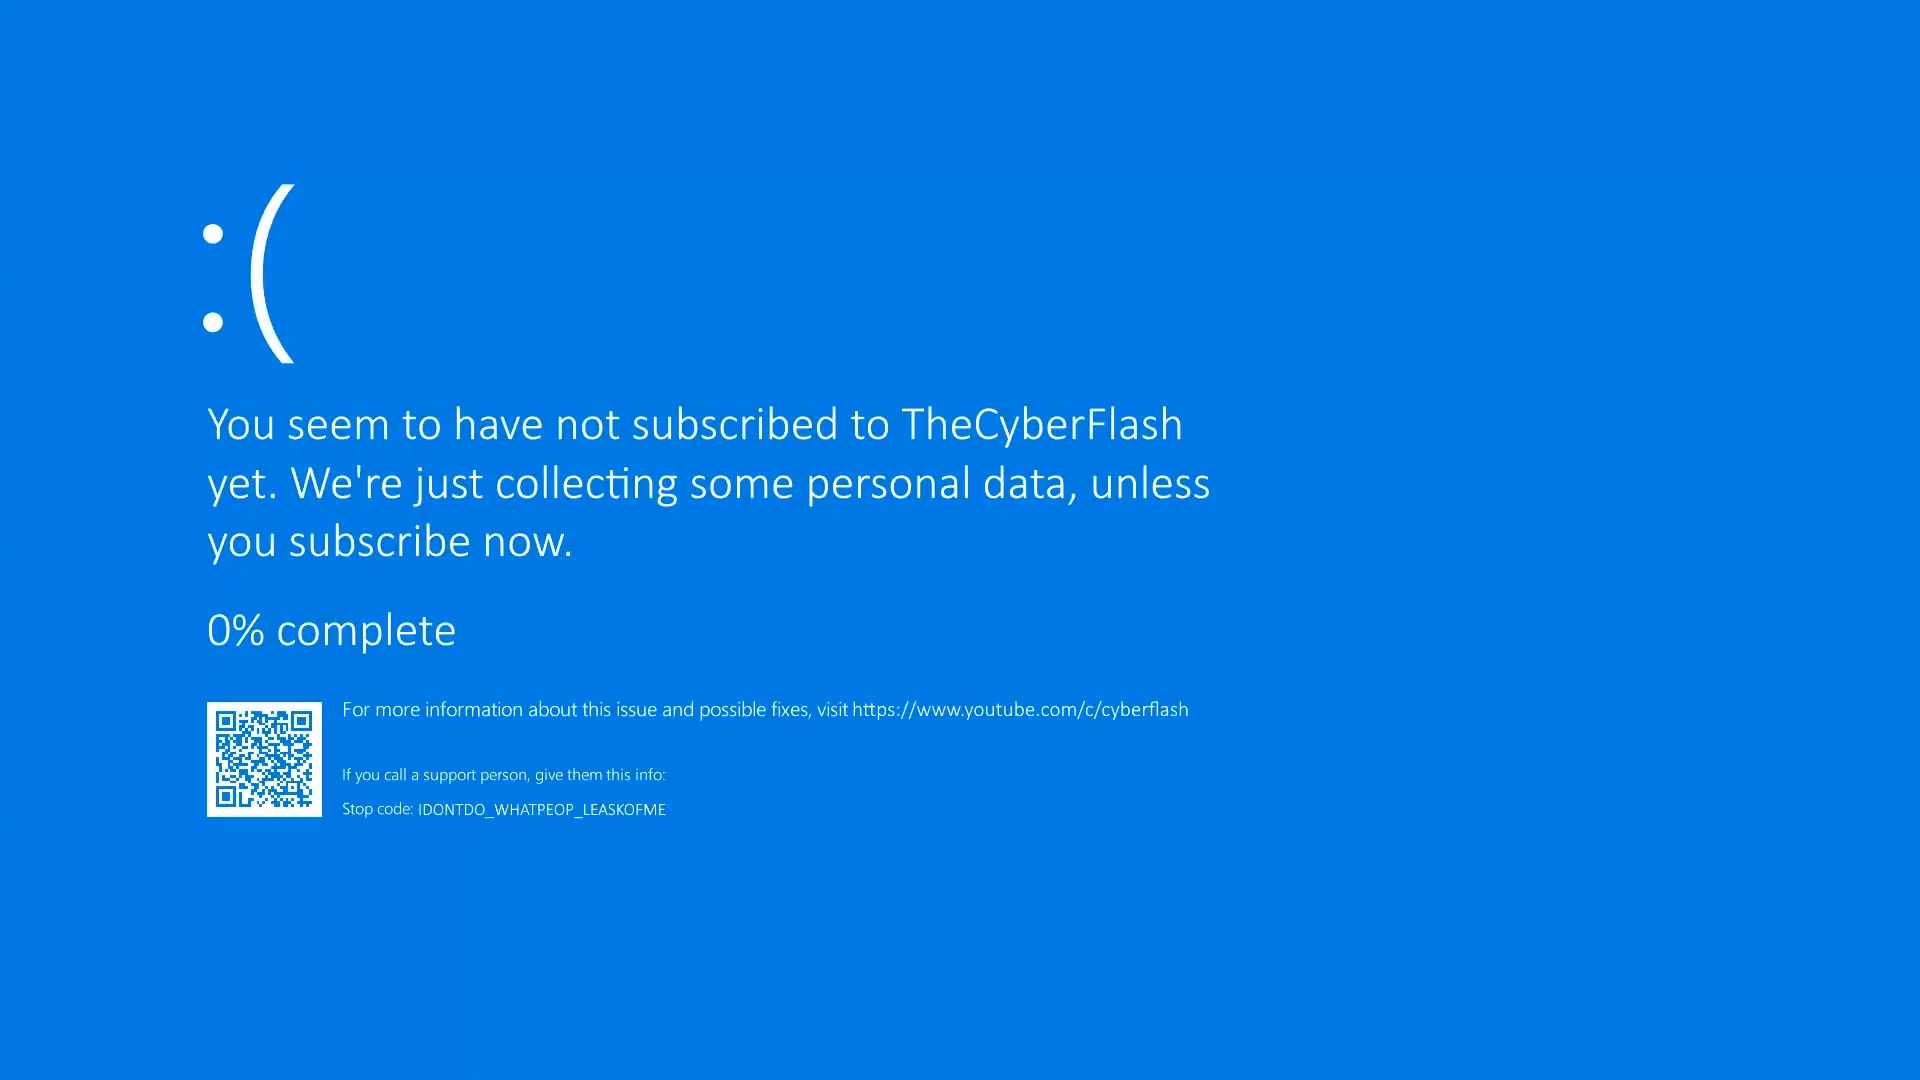 :(
You seem to have not subscribed to TheCyberFlash
yet. We're just collecting some personal data, unless
you subscribe now.
0% complete
For more information about this issue and possible fixes, visit https://www.youtube.com/c/cyberflash
If you call a support person, give them this info:
Stop code: IDONTDO_WHATPEOP_LEASKOFME